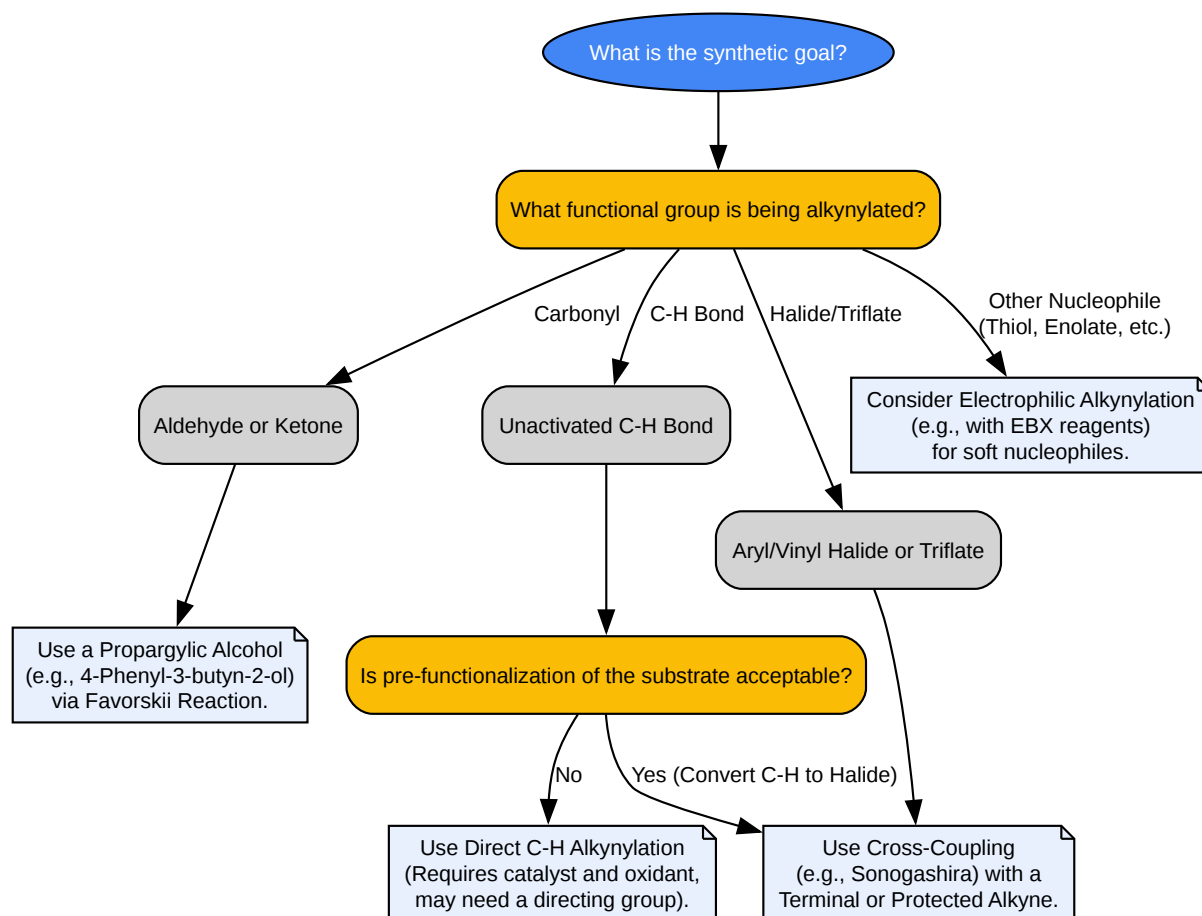 What is the synthetic goal?
What functional group is being alkynylated?
Carbonyl
C-H Bond
Halide/Triflate
Other Nucleophile
(Thiol, Enolate, etc.)
Aldehyde or Ketone
Unactivated C-H Bond
Consider Electrophilic Alkynylation
(e.g., with EBX reagents)
for soft nucleophiles.
Aryl/Vinyl Halide or Triflate
Use a Propargylic Alcohol
(e.g., 4-Phenyl-3-butyn-2-ol)
via Favorskii Reaction.
Is pre-functionalization of the substrate acceptable?
No
Yes (Convert C-H to Halide)
Use Direct C-H Alkynylation
(Requires catalyst and oxidant,
may need a directing group).
Use Cross-Coupling
(e.g., Sonogashira) with a
Terminal or Protected Alkyne.